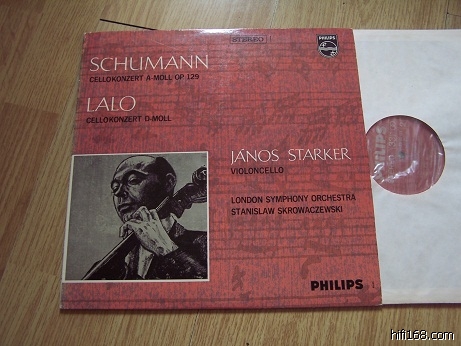 STEREO
PHILIPS
SCHUMANN
CELLOKONZERT A-MOLL OP 129
LALO
CELLOKONZERT D-MOLL
JÁNOS STARKER
VIOLONCELLO
LONDON SYMPHONY ORCHESTRA
STANISLAW SKROWACZEWSKI
PHILIPS
hifi168.com